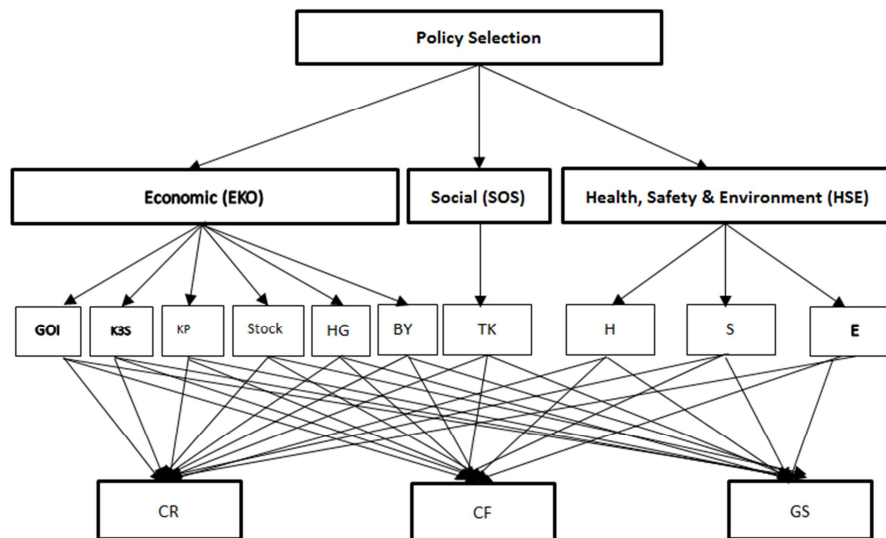 Policy Selection
Economic (EKO)
Social (SOS)
Health, Safety & Environment (HSE)
GOI
K3S
KP
Stock
HG
BY
TK
H
S
E
CR
CF
GS